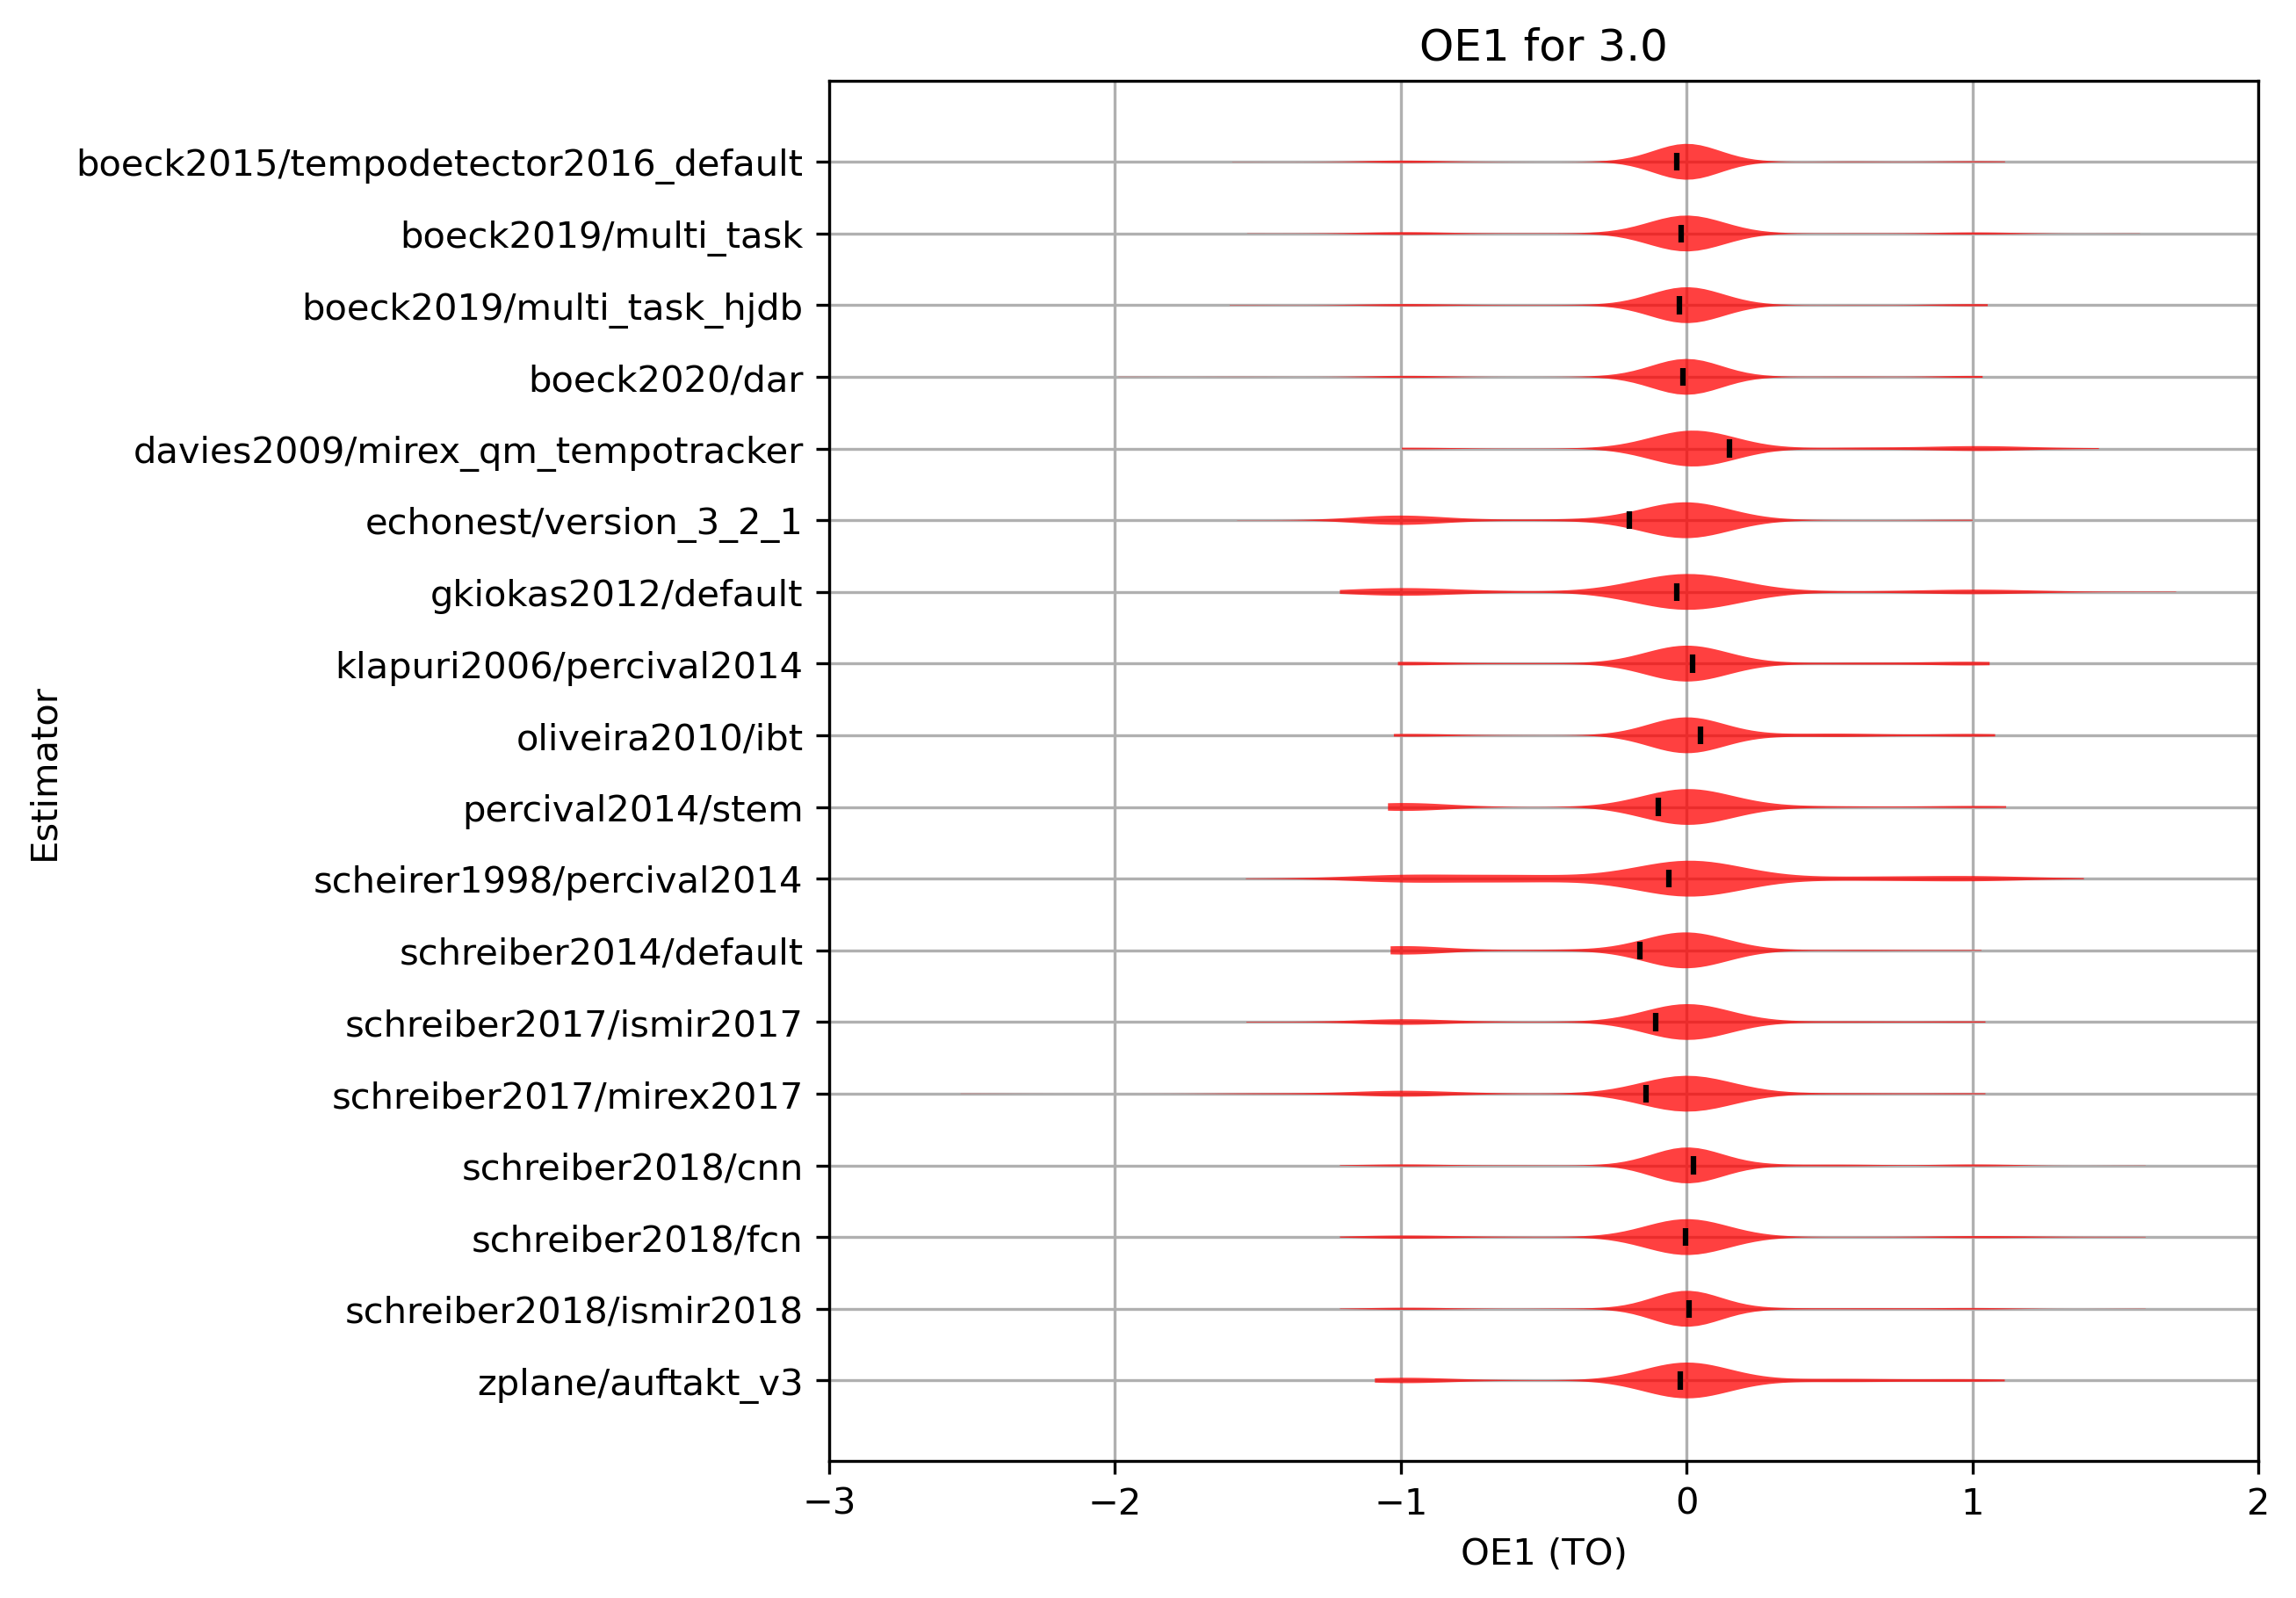 OE1 for 3.0
boeck2015/tempodetector2016_default
boeck2019/multi_task
boeck2019/multi_task_hjdb
boeck2020/dar
davies2009/mirex_qm_tempotracker
echonest/version_3_2_1
gkiokas2012/default
klapuri2006/percival2014
oliveira2010/ibt
percival2014/stem
scheirer1998/percival2014
schreiber2014/default
schreiber2017/ismir2017
schreiber2017/mirex2017
schreiber2018/cnn
schreiber2018/fcn
schreiber2018/ismir2018
zplane/auftakt_v3
Estimator
−3 −2 −1 0 1 2
OE1 (TO)